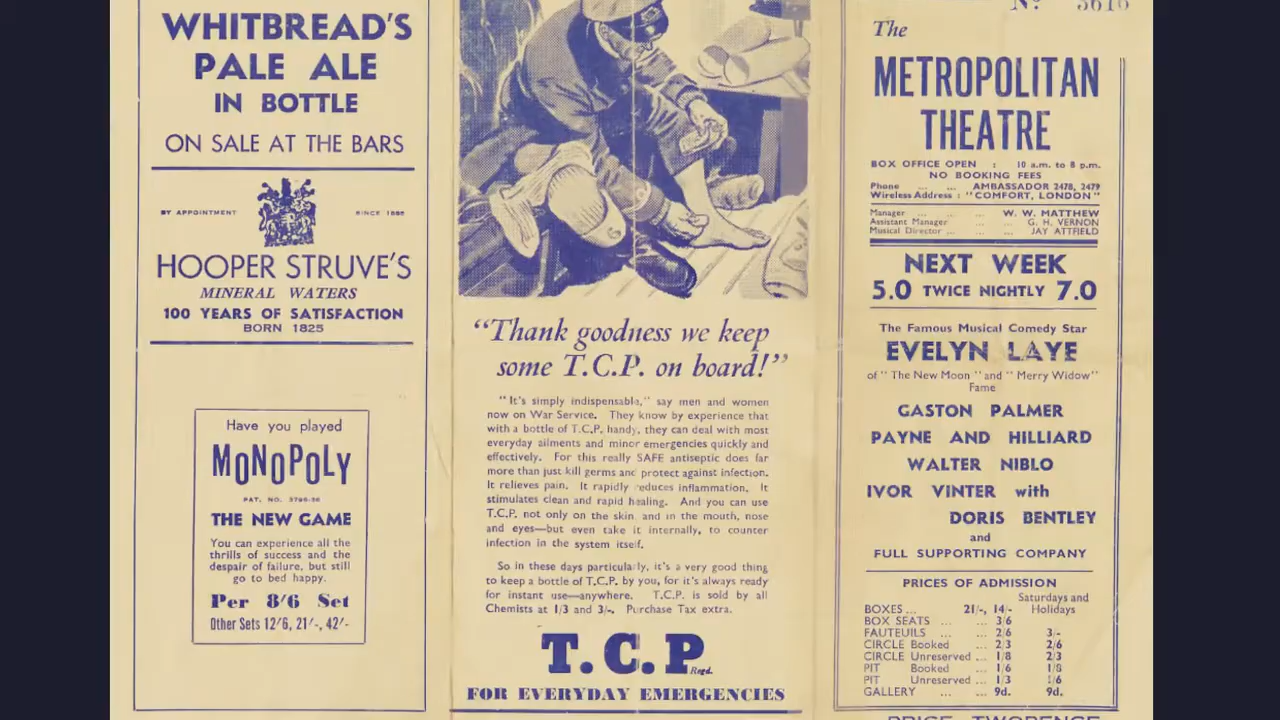 WHITBREAD'S
PALE ALE
IN BOTTLE
ON SALE AT THE BARS
BY APPOINTMENT
SINCE 1886
HOOPER STRUVE'S
MINERAL WATERS
100 YEARS OF SATISFACTION
BORN 1825
Have you played
MONOPOLY
PAT. NO. 3796-36
THE NEW GAME
You can experience all the
thrills of success and the
despair of failure, but still
go to bed happy.
Per 8/6 Set
Other Sets 12/6, 21/-, 42/-
"Thank goodness we keep
some T.C.P. on board!"
"It's simply indispensable," say men and women
now on War Service. They know by experience that
with a bottle of T.C.P. handy, they can deal with most
everyday ailments and minor emergencies quickly and
effectively. For this really SAFE antiseptic does far
more than just kill germs and protect against infection.
It relieves pain. It rapidly reduces inflammation. It
stimulates clean and rapid healing. And you can use
T.C.P. not only on the skin and in the mouth, nose
and eyes—but even take it internally, to counter
infection in the system itself.
So in these days particularly, it's a very good thing
to keep a bottle of T.C.P. by you, for it's always ready
for instant use—anywhere. T.C.P. is sold by all
Chemists at 1/3 and 3/-. Purchase Tax extra.
T.C.P Regd.
FOR EVERYDAY EMERGENCIES
No 3616
The
METROPOLITAN
THEATRE
BOX OFFICE OPEN : 10 a.m. to 8 p.m.
NO BOOKING FEES
Phone ... ... AMBASSADOR 2478, 2479
Wireless Address : "COMFORT, LONDON"
Manager ... ... ... W. W. MATTHEW
Assistant Manager ... ... G. H. VERNON
Musical Director ... ... ... JAY ATTFIELD
NEXT WEEK
5.0 TWICE NIGHTLY 7.0
The Famous Musical Comedy Star
EVELYN LAYE
of "The New Moon" and "Merry Widow"
Fame
GASTON PALMER
PAYNE AND HILLIARD
WALTER NIBLO
IVOR VINTER with
DORIS BENTLEY
and
FULL SUPPORTING COMPANY
PRICES OF ADMISSION
Saturdays and
BOXES ... 21/-, 14/- Holidays
BOX SEATS ... ... 3/6
FAUTEUILS ... ... 2/6 3/-
CIRCLE Booked ... 2/3 2/6
CIRCLE Unreserved ... 1/8 2/3
PIT Booked ... 1/6 1/8
PIT Unreserved ... 1/3 1/6
GALLERY ... ... 9d. 9d.
PRICE TWOPENCE